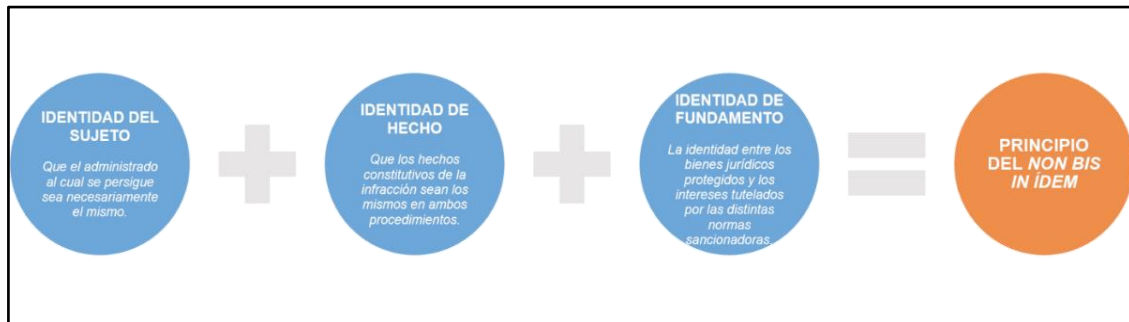 IDENTIDAD DEL
SUJETO
Que el administrado
al cual se persigue
sea necesariamente
el mismo.
IDENTIDAD DE
HECHO
Que los hechos
constitutivos de la
infracción sean los
mismos en ambos
procedimientos.
IDENTIDAD DE
FUNDAMENTO
La identidad entre los
bienes jurídicos
protegidos y los
intereses tutelados
por las distintas
normas
sancionadoras.
PRINCIPIO
DEL NON BIS
IN ÍDEM